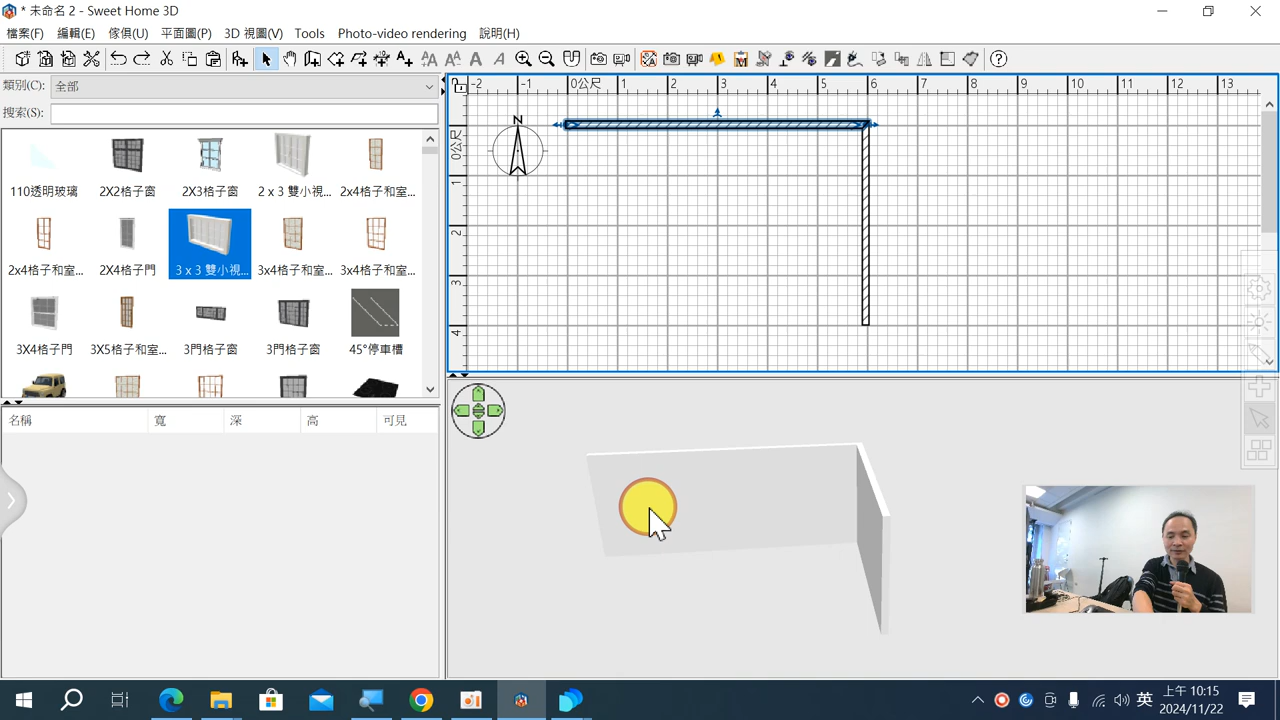 * 未命名 2 - Sweet Home 3D
檔案(F) 編輯(E) 傢俱(U) 平面圖(P) 3D 視圖(V) Tools Photo-video rendering 說明(H)
類別(C): 全部
搜索(S):
110透明玻璃 2X2格子窗 2X3格子窗 2 x 3 雙小視... 2x4格子和室...
2x4格子和室... 2X4格子門 3 x 3 雙小視... 3x4格子和室... 3x4格子和室...
3X4格子門 3X5格子和室... 3門格子窗 3門格子窗 45°停車槽
名稱 寬 深 高 可見
-2 -1 0公尺 1 2 3 4 5 6 7 8 9 10 11 12 13
N
0公尺
1
2
3
4
英
上午 10:15
2024/11/22